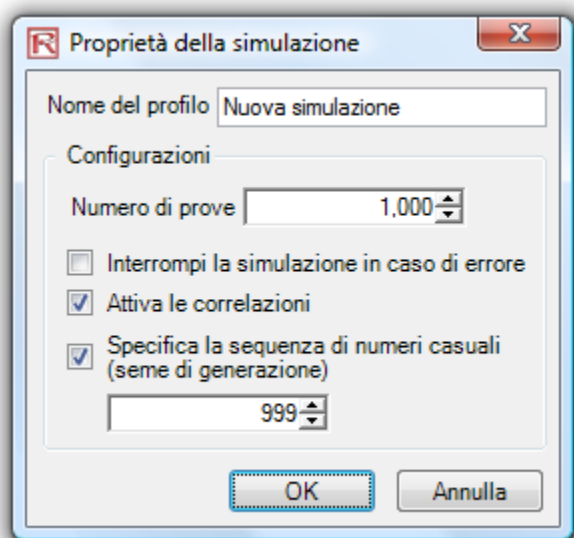 Proprietà della simulazione
Nome del profilo Nuova simulazione
Configurazioni
Numero di prove 1,000
Interrompi la simulazione in caso di errore
Attiva le correlazioni
Specifica la sequenza di numeri casuali
(seme di generazione)
999
OK Annulla